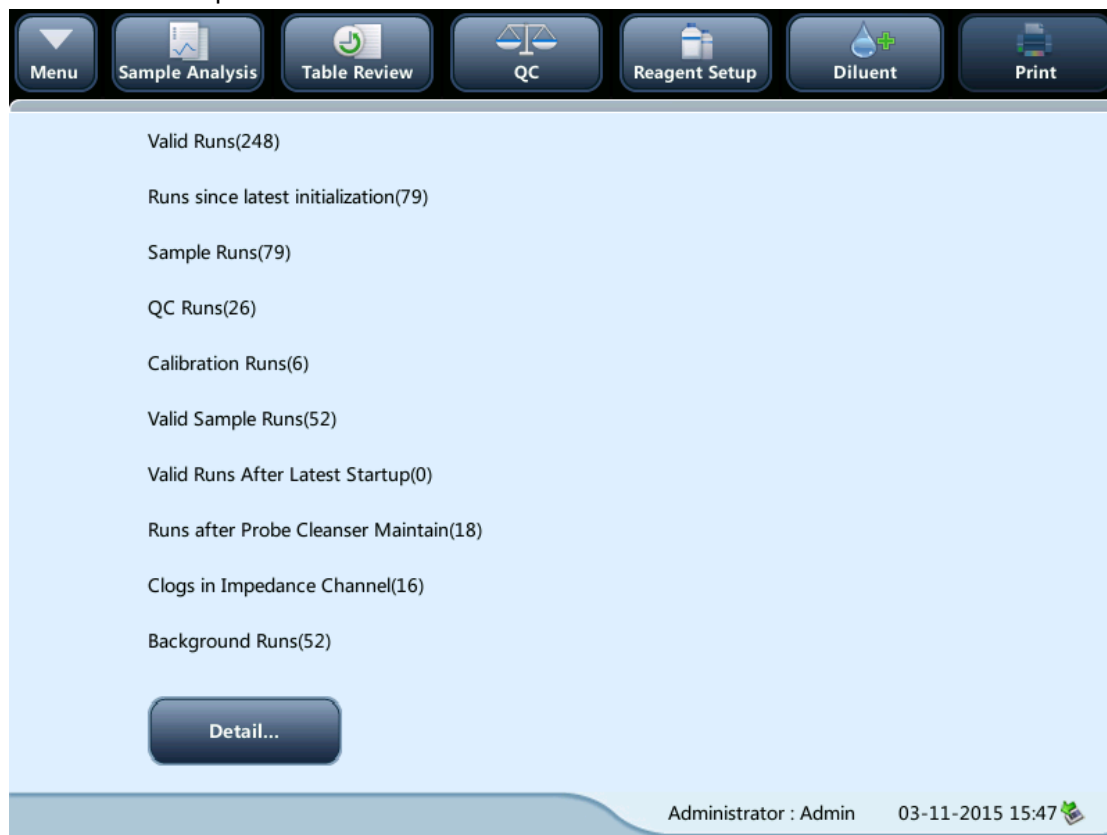 Menu Sample Analysis Table Review QC Reagent Setup Diluent Print
Valid Runs(248)
Runs since latest initialization(79)
Sample Runs(79)
QC Runs(26)
Calibration Runs(6)
Valid Sample Runs(52)
Valid Runs After Latest Startup(0)
Runs after Probe Cleanser Maintain(18)
Clogs in Impedance Channel(16)
Background Runs(52)
Detail...
Administrator : Admin 03-11-2015 15:47